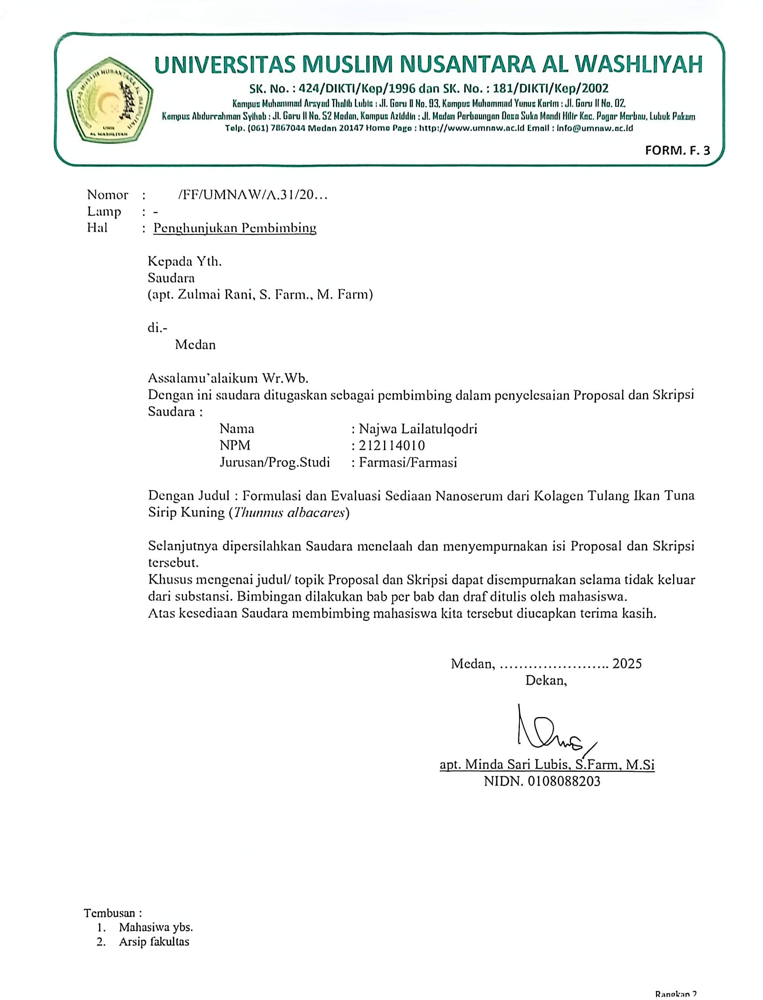 UNIVERSITAS MUSLIM NUSANTARA AL WASHLIYAH
SK. No. : 424/DIKTI/Kep/1996 dan SK. No. : 181/DIKTI/Kep/2002
Kampus Muhammad Arsyad Thalib Lubis : Jl. Garu II No. 93, Kampus Muhammad Yunus Karim : Jl. Garu II No. 02,
Kampus Abdurrahman Syihab : Jl. Garu II No. 52 Medan, Kampus Aziddin : Jl. Medan Perbaungan Desa Suka Mandi Hilir Kec. Pagar Merbau, Lubuk Pakam
Telp. (061) 7867044 Medan 20147 Home Page : http://www.umnaw.ac.id Email : info@umnaw.ac.id
UMN
AL WASHLIYAH
FORM. F. 3
Nomor : /FF/UMNAW/A.31/20...
Lamp : -
Hal : Penghunjukan Pembimbing
Kepada Yth.
Saudara
(apt. Zulmai Rani, S. Farm., M. Farm)
di.-
Medan
Assalamu'alaikum Wr.Wb.
Dengan ini saudara ditugaskan sebagai pembimbing dalam penyelesaian Proposal dan Skripsi
Saudara :
Nama : Najwa Lailatulqodri
NPM : 212114010
Jurusan/Prog.Studi : Farmasi/Farmasi
Dengan Judul : Formulasi dan Evaluasi Sediaan Nanoserum dari Kolagen Tulang Ikan Tuna
Sirip Kuning (Thunnus albacares)
Selanjutnya dipersilahkan Saudara menelaah dan menyempurnakan isi Proposal dan Skripsi
tersebut.
Khusus mengenai judul/ topik Proposal dan Skripsi dapat disempurnakan selama tidak keluar
dari substansi. Bimbingan dilakukan bab per bab dan draf ditulis oleh mahasiswa.
Atas kesediaan Saudara membimbing mahasiswa kita tersebut diucapkan terima kasih.
Medan, ....................... 2025
Dekan,
apt. Minda Sari Lubis, S.Farm, M.Si
NIDN. 0108088203
Tembusan :
1. Mahasiwa ybs.
2. Arsip fakultas
Rangkap 2